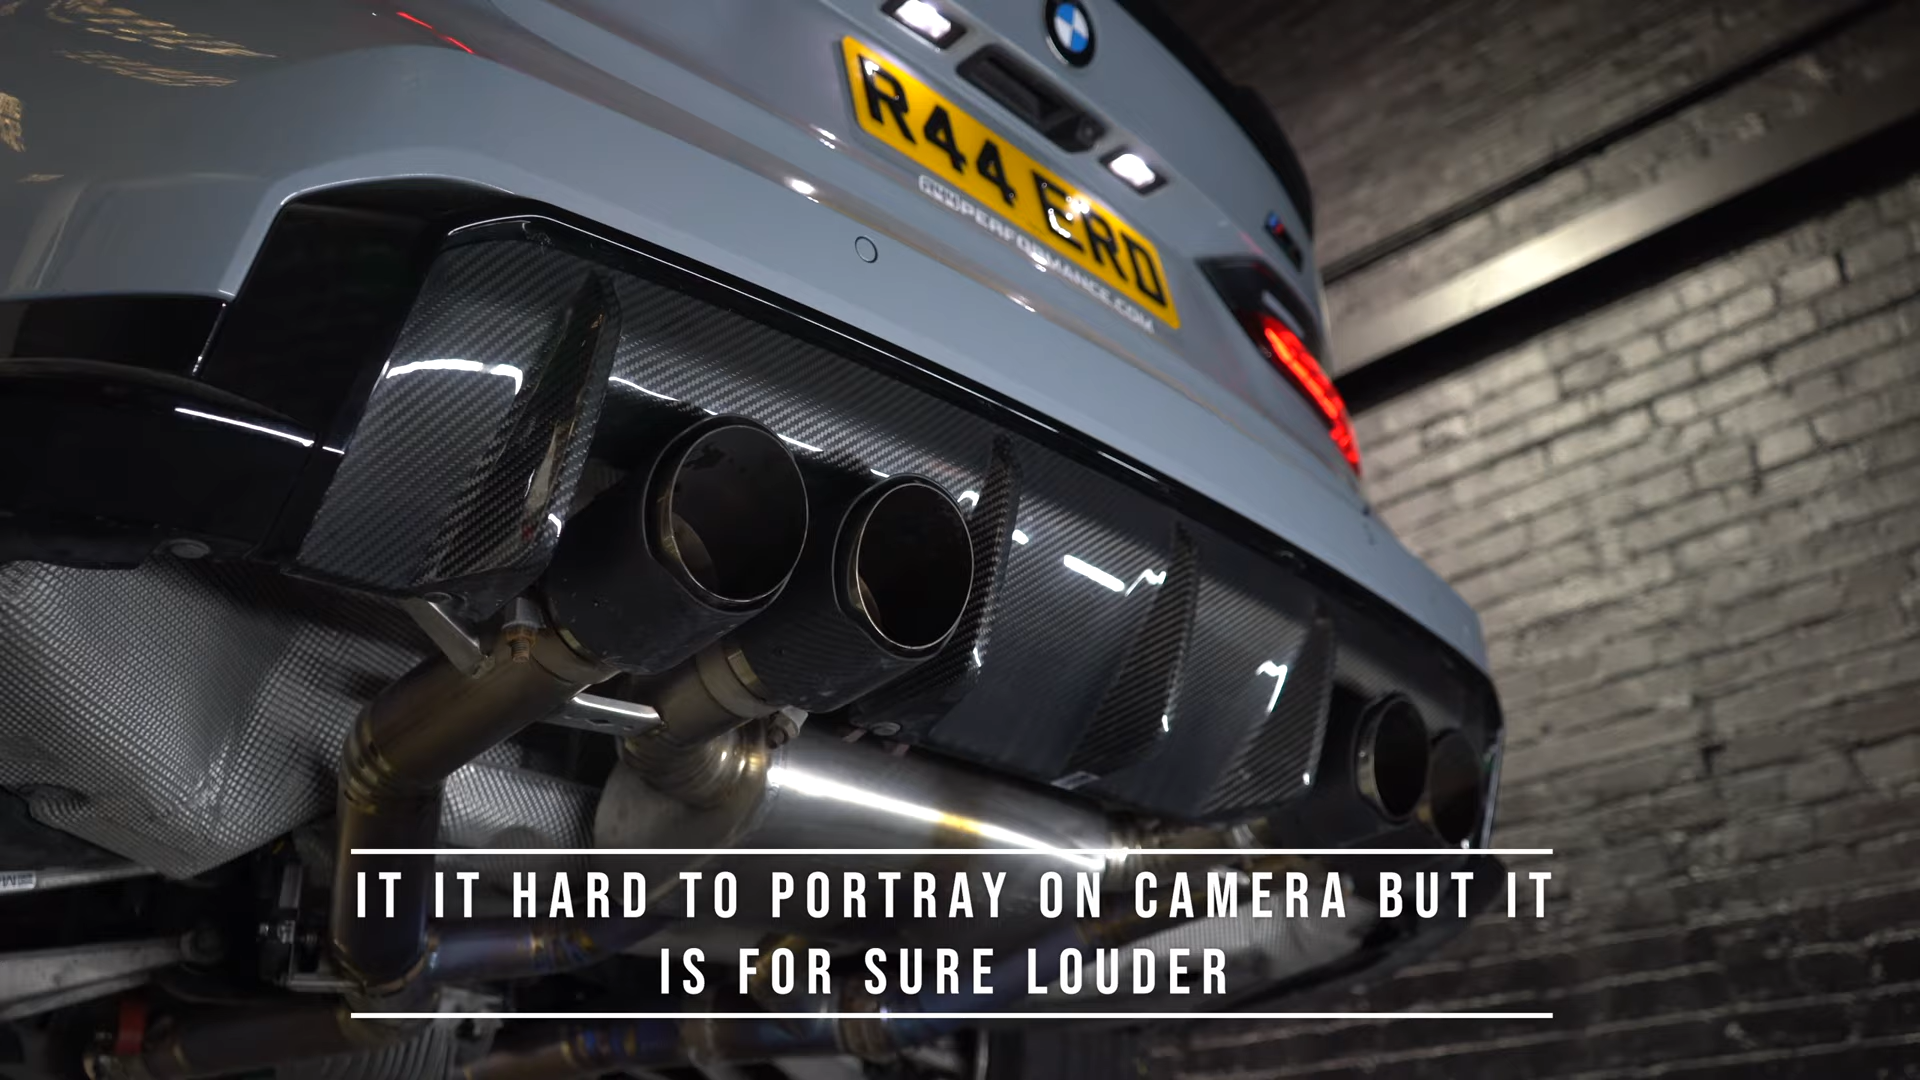 R44 ERD
PERFORMANCE.COM
IT IT HARD TO PORTRAY ON CAMERA BUT IT
IS FOR SURE LOUDER